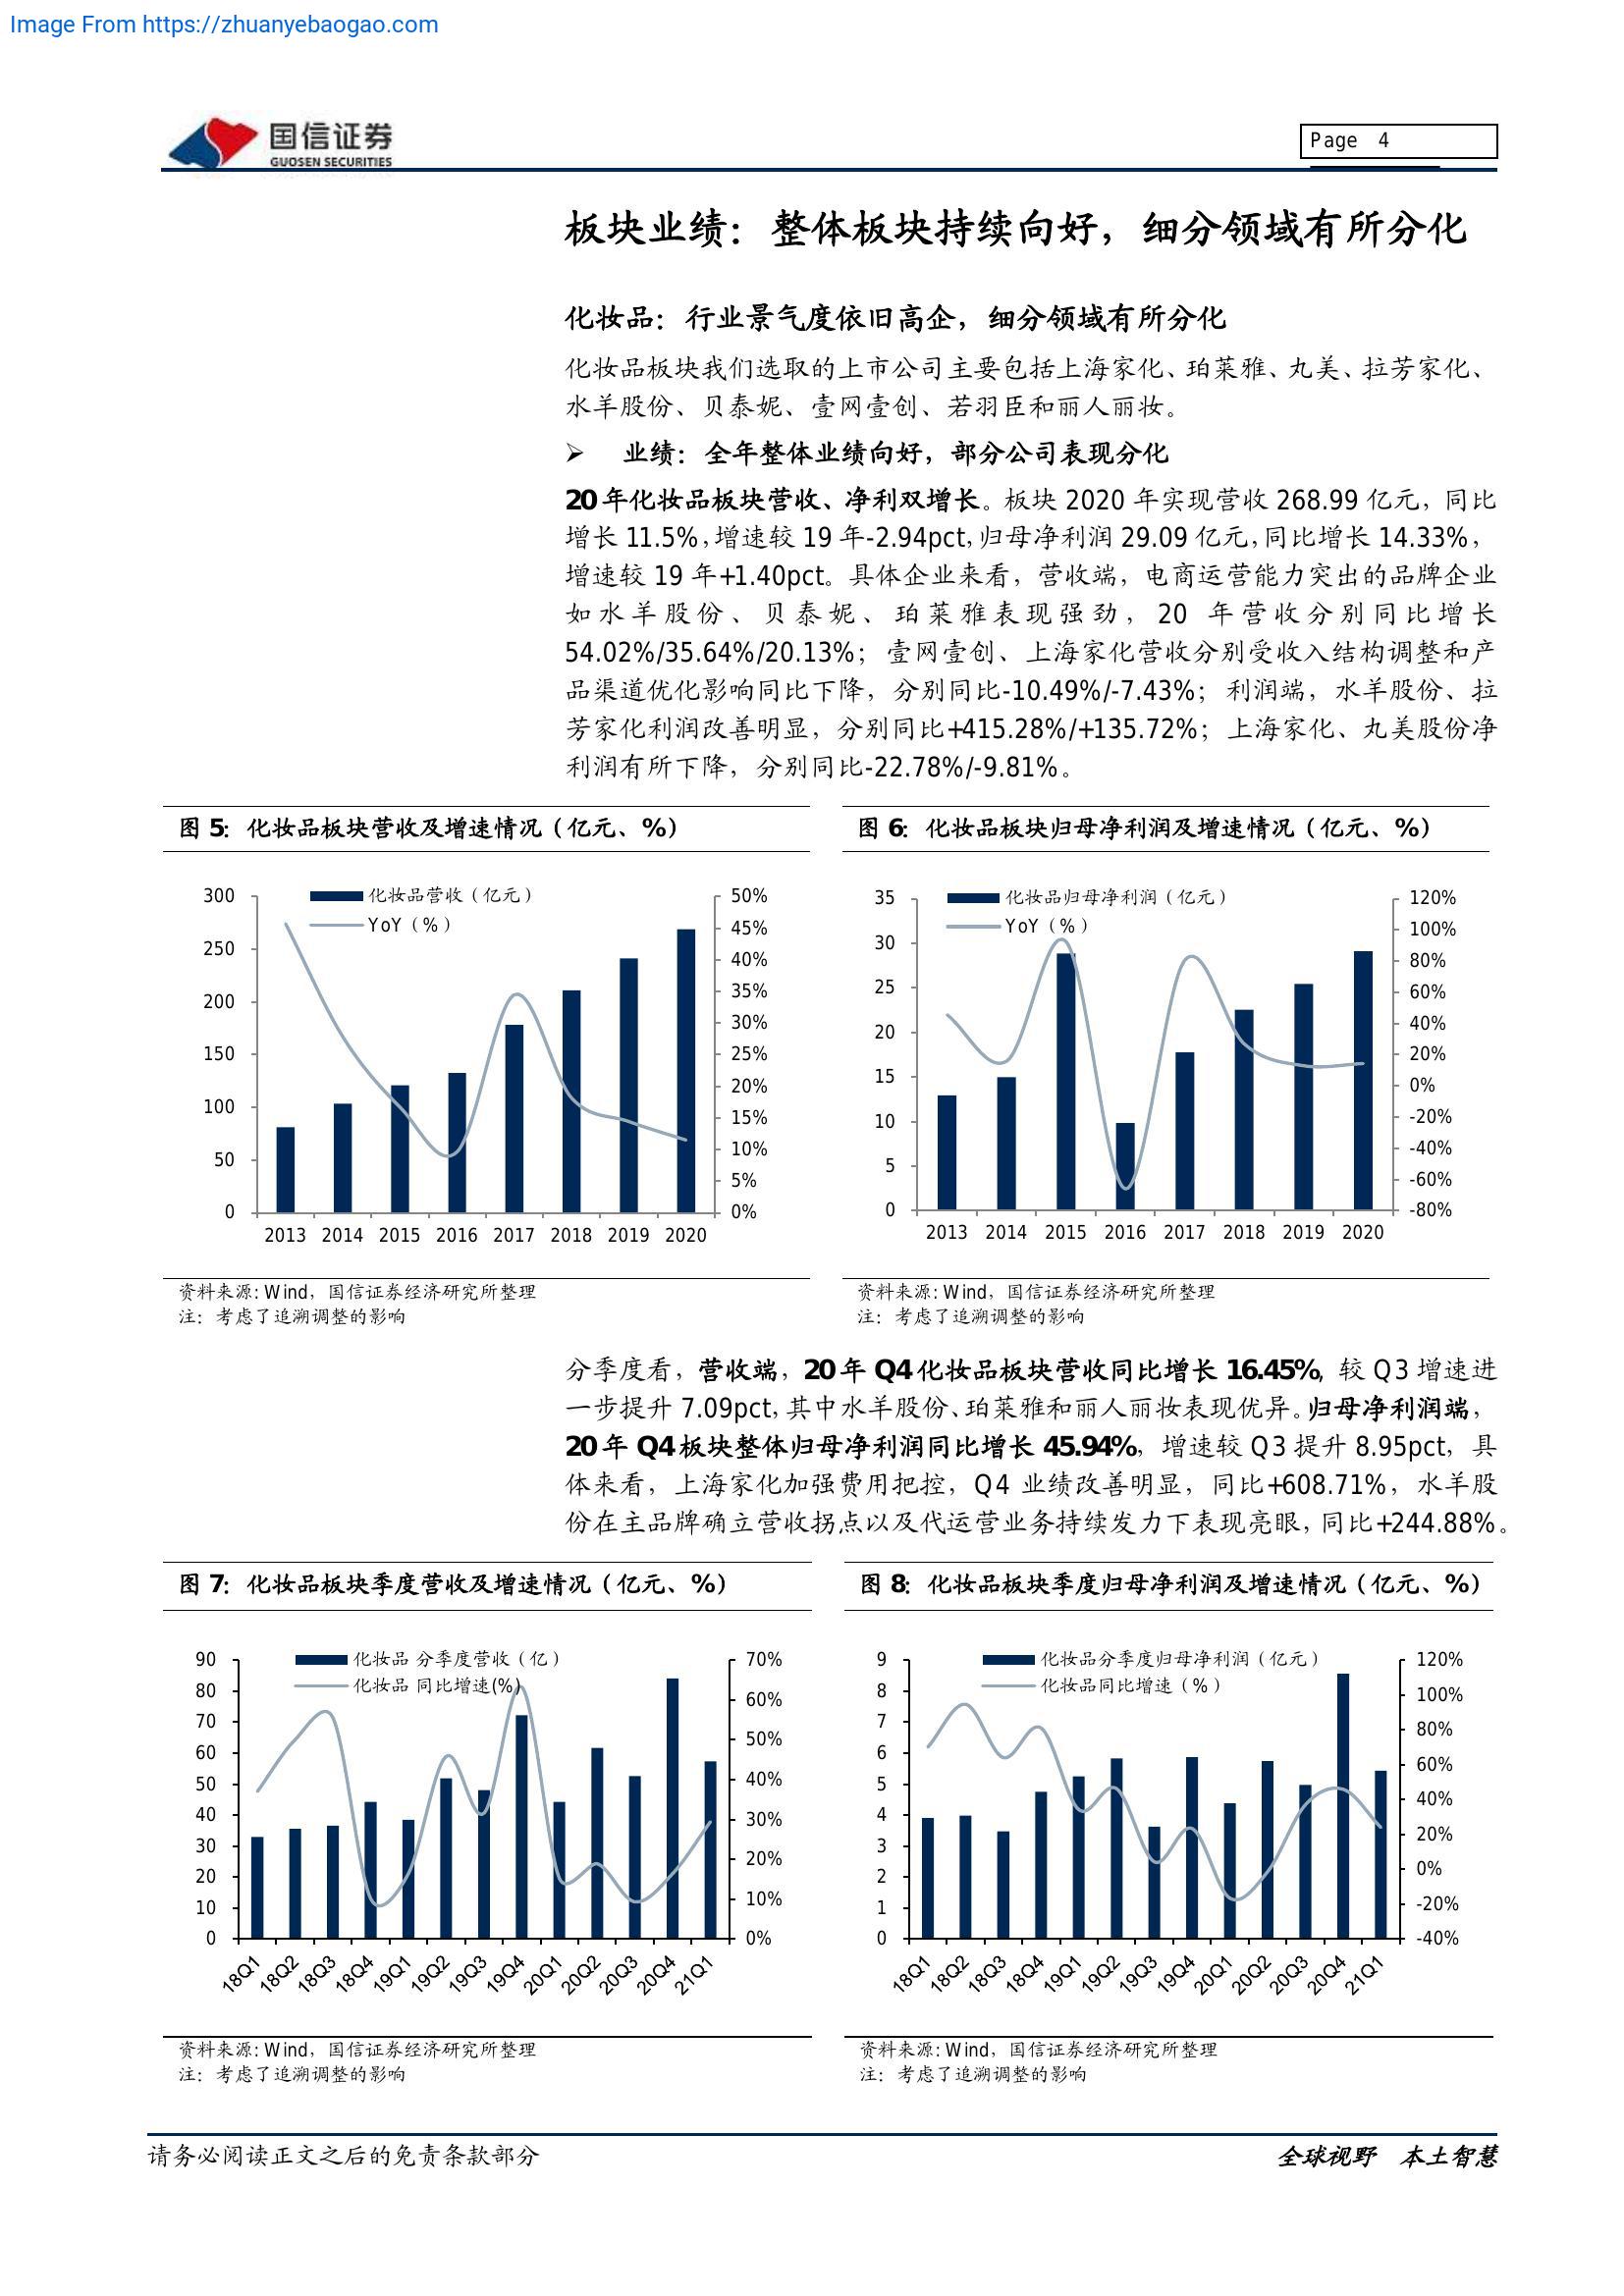 Image From https://zhuanyebaogao.com
国信证券
GUOSEN SECURITIES
Page 4
板块业绩：整体板块持续向好，细分领域有所分化
化妆品：行业景气度依旧高企，细分领域有所分化
化妆品板块我们选取的上市公司主要包括上海家化、珀莱雅、丸美、拉芳家化、
水羊股份、贝泰妮、壹网壹创、若羽臣和丽人丽妆。
➢ 业绩：全年整体业绩向好，部分公司表现分化
20 年化妆品板块营收、净利双增长。板块 2020 年实现营收 268.99 亿元，同比
增长 11.5%，增速较 19 年-2.94pct，归母净利润 29.09 亿元，同比增长 14.33%，
增速较 19 年+1.40pct。具体企业来看，营收端，电商运营能力突出的品牌企业
如水羊股份、贝泰妮、珀莱雅表现强劲，20 年营收分别同比增长
54.02%/35.64%/20.13%；壹网壹创、上海家化营收分别受收入结构调整和产
品渠道优化影响同比下降，分别同比-10.49%/-7.43%；利润端，水羊股份、拉
芳家化利润改善明显，分别同比+415.28%/+135.72%；上海家化、丸美股份净
利润有所下降，分别同比-22.78%/-9.81%。
图 5：化妆品板块营收及增速情况（亿元、%）
化妆品营收（亿元）
YoY（%）
300
250
200
150
100
50
0
50%
45%
40%
35%
30%
25%
20%
15%
10%
5%
0%
2013 2014 2015 2016 2017 2018 2019 2020
资料来源: Wind，国信证券经济研究所整理
注：考虑了追溯调整的影响
图 6：化妆品板块归母净利润及增速情况（亿元、%）
化妆品归母净利润（亿元）
YoY（%）
35
30
25
20
15
10
5
0
120%
100%
80%
60%
40%
20%
0%
-20%
-40%
-60%
-80%
2013 2014 2015 2016 2017 2018 2019 2020
资料来源: Wind，国信证券经济研究所整理
注：考虑了追溯调整的影响
分季度看，营收端，20 年 Q4 化妆品板块营收同比增长 16.45%，较 Q3 增速进
一步提升 7.09pct，其中水羊股份、珀莱雅和丽人丽妆表现优异。归母净利润端，
20 年 Q4 板块整体归母净利润同比增长 45.94%，增速较 Q3 提升 8.95pct，具
体来看，上海家化加强费用把控，Q4 业绩改善明显，同比+608.71%，水羊股
份在主品牌确立营收拐点以及代运营业务持续发力下表现亮眼，同比+244.88%。
图 7：化妆品板块季度营收及增速情况（亿元、%）
化妆品 分季度营收（亿）
化妆品 同比增速(%)
90
80
70
60
50
40
30
20
10
0
70%
60%
50%
40%
30%
20%
10%
0%
18Q1 18Q2 18Q3 18Q4 19Q1 19Q2 19Q3 19Q4 20Q1 20Q2 20Q3 20Q4 21Q1
资料来源: Wind，国信证券经济研究所整理
注：考虑了追溯调整的影响
图 8：化妆品板块季度归母净利润及增速情况（亿元、%）
化妆品分季度归母净利润（亿元）
化妆品同比增速（%）
9
8
7
6
5
4
3
2
1
0
120%
100%
80%
60%
40%
20%
0%
-20%
-40%
18Q1 18Q2 18Q3 18Q4 19Q1 19Q2 19Q3 19Q4 20Q1 20Q2 20Q3 20Q4 21Q1
资料来源: Wind，国信证券经济研究所整理
注：考虑了追溯调整的影响
请务必阅读正文之后的免责条款部分
全球视野 本土智慧